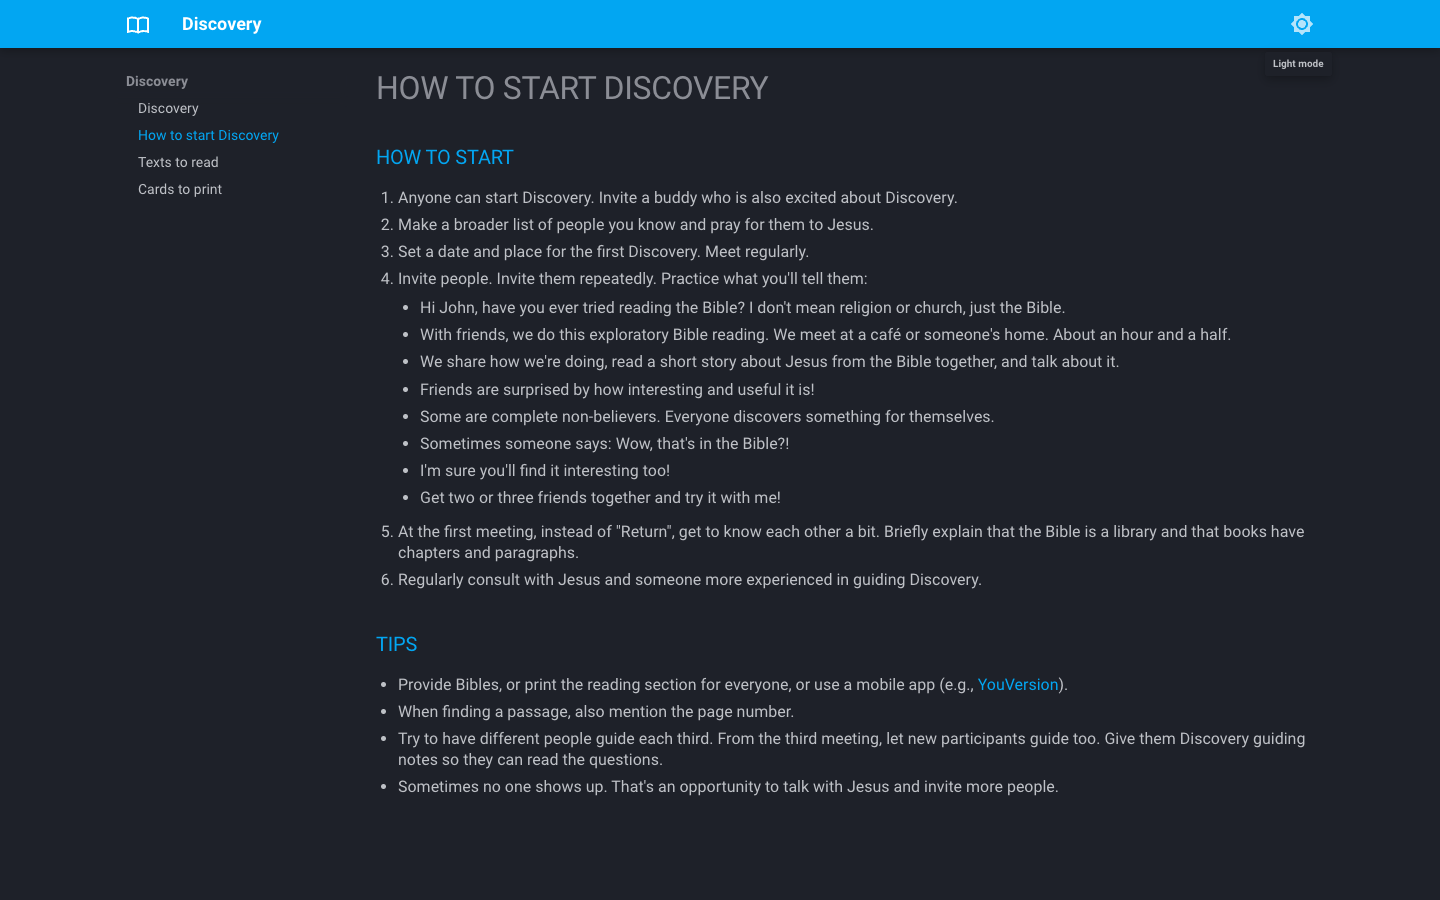 Discovery
Light mode
Discovery
Discovery
How to start Discovery
Texts to read
Cards to print
HOW TO START DISCOVERY
HOW TO START
1. Anyone can start Discovery. Invite a buddy who is also excited about Discovery.
2. Make a broader list of people you know and pray for them to Jesus.
3. Set a date and place for the first Discovery. Meet regularly.
4. Invite people. Invite them repeatedly. Practice what you'll tell them:
• Hi John, have you ever tried reading the Bible? I don't mean religion or church, just the Bible.
• With friends, we do this exploratory Bible reading. We meet at a café or someone's home. About an hour and a half.
• We share how we're doing, read a short story about Jesus from the Bible together, and talk about it.
• Friends are surprised by how interesting and useful it is!
• Some are complete non-believers. Everyone discovers something for themselves.
• Sometimes someone says: Wow, that's in the Bible?!
• I'm sure you'll find it interesting too!
• Get two or three friends together and try it with me!
5. At the first meeting, instead of "Return", get to know each other a bit. Briefly explain that the Bible is a library and that books have
chapters and paragraphs.
6. Regularly consult with Jesus and someone more experienced in guiding Discovery.
TIPS
• Provide Bibles, or print the reading section for everyone, or use a mobile app (e.g., YouVersion).
• When finding a passage, also mention the page number.
• Try to have different people guide each third. From the third meeting, let new participants guide too. Give them Discovery guiding
notes so they can read the questions.
• Sometimes no one shows up. That's an opportunity to talk with Jesus and invite more people.